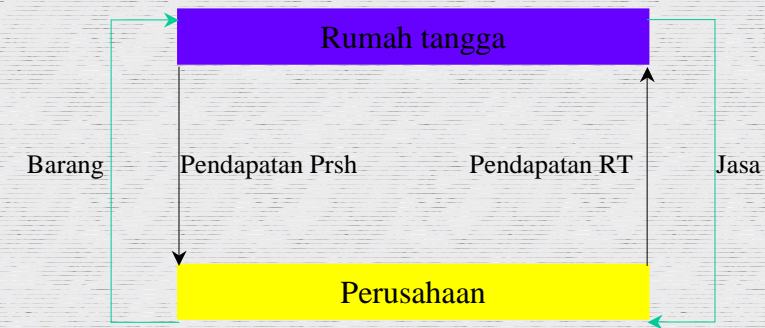 Rumah tangga
Barang
Pendapatan Prsh
Pendapatan RT
Jasa
Perusahaan